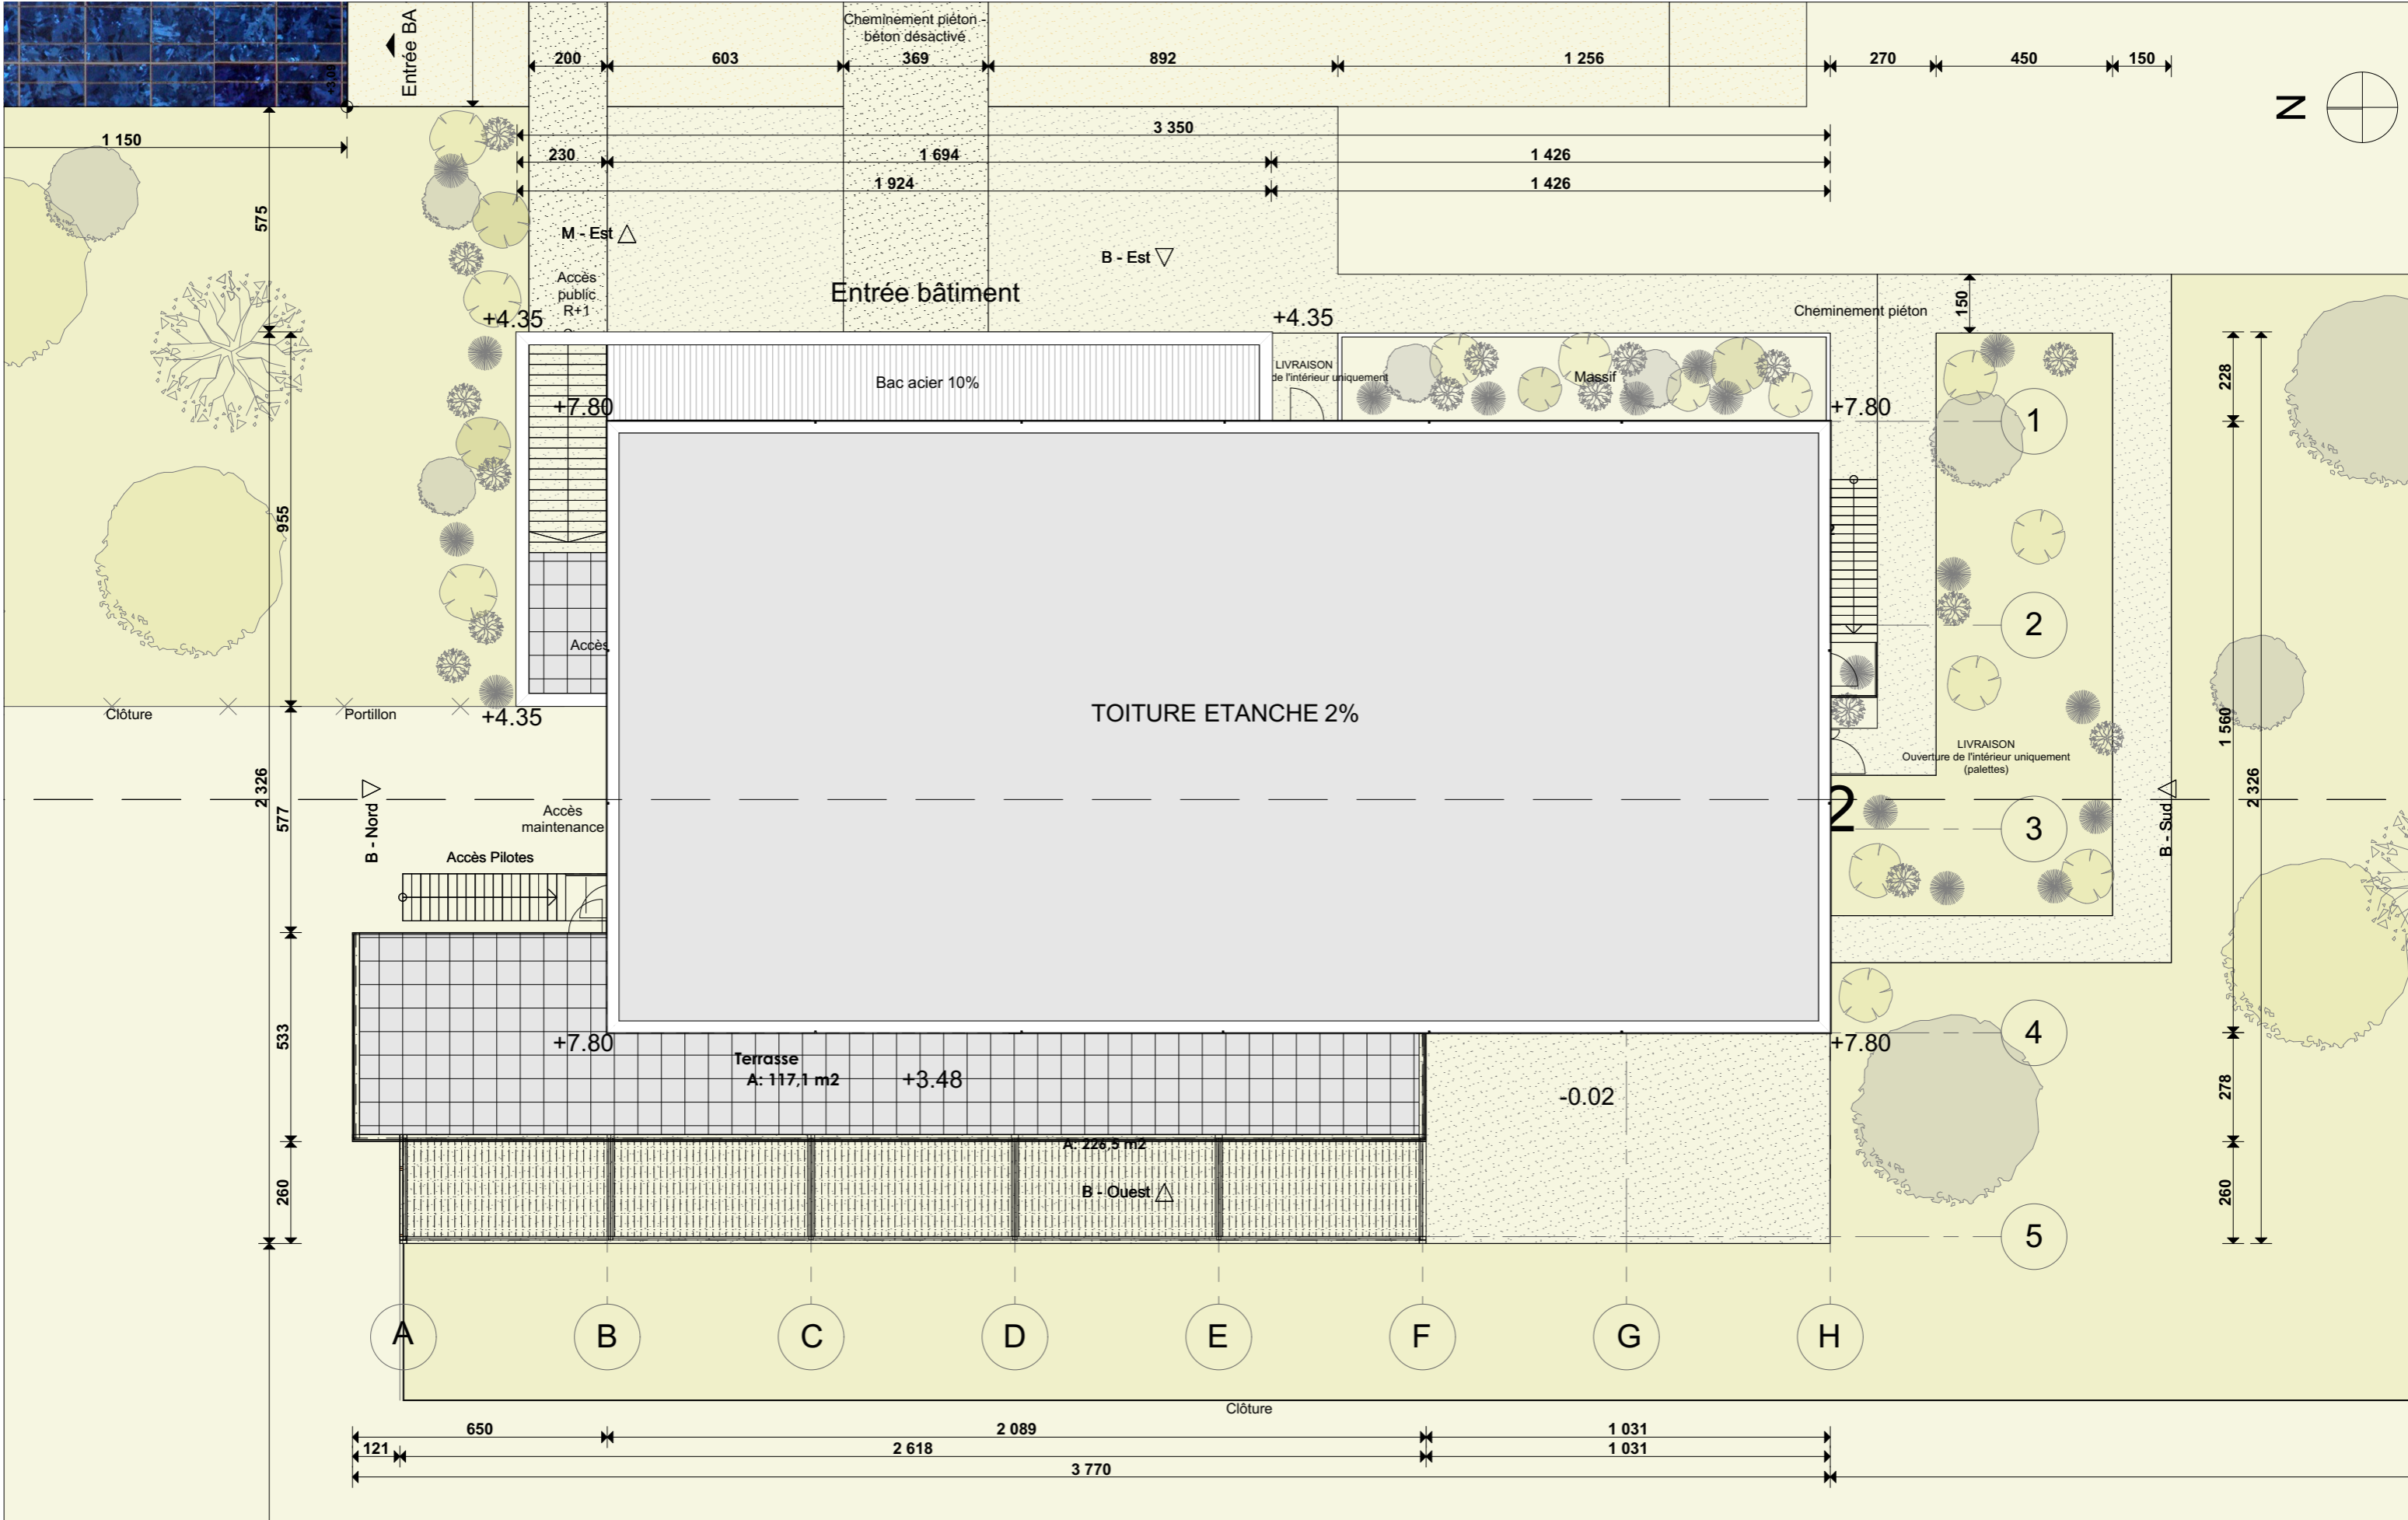 Entrée BA
Cheminement piéton -
béton désactivé
200
603
369
892
1 256
270
450
150
N
1 150
3 350
230
1 694
1 426
1 924
1 426
575
M - Est
B - Est
Accès
public
R+1
Entrée bâtiment
+4.35
+4.35
Cheminement piéton
150
LIVRAISON
de l'intérieur uniquement
Massif
Bac acier 10%
228
+7.80
+7.80
1
955
2
Accès
TOITURE ETANCHE 2%
Clôture
Portillon
+4.35
1 560
LIVRAISON
Ouverture de l'intérieur uniquement
(palettes)
2 326
577
B - Nord
Accès
maintenance
2
3
B - Sud
2 326
Accès Pilotes
533
+7.80
+7.80
4
Terrasse
A: 117,1 m2
+3.48
-0.02
278
A: 226,5 m2
260
B - Ouest
260
5
A
B
C
D
E
F
G
H
Clôture
650
2 089
1 031
121
2 618
1 031
3 770